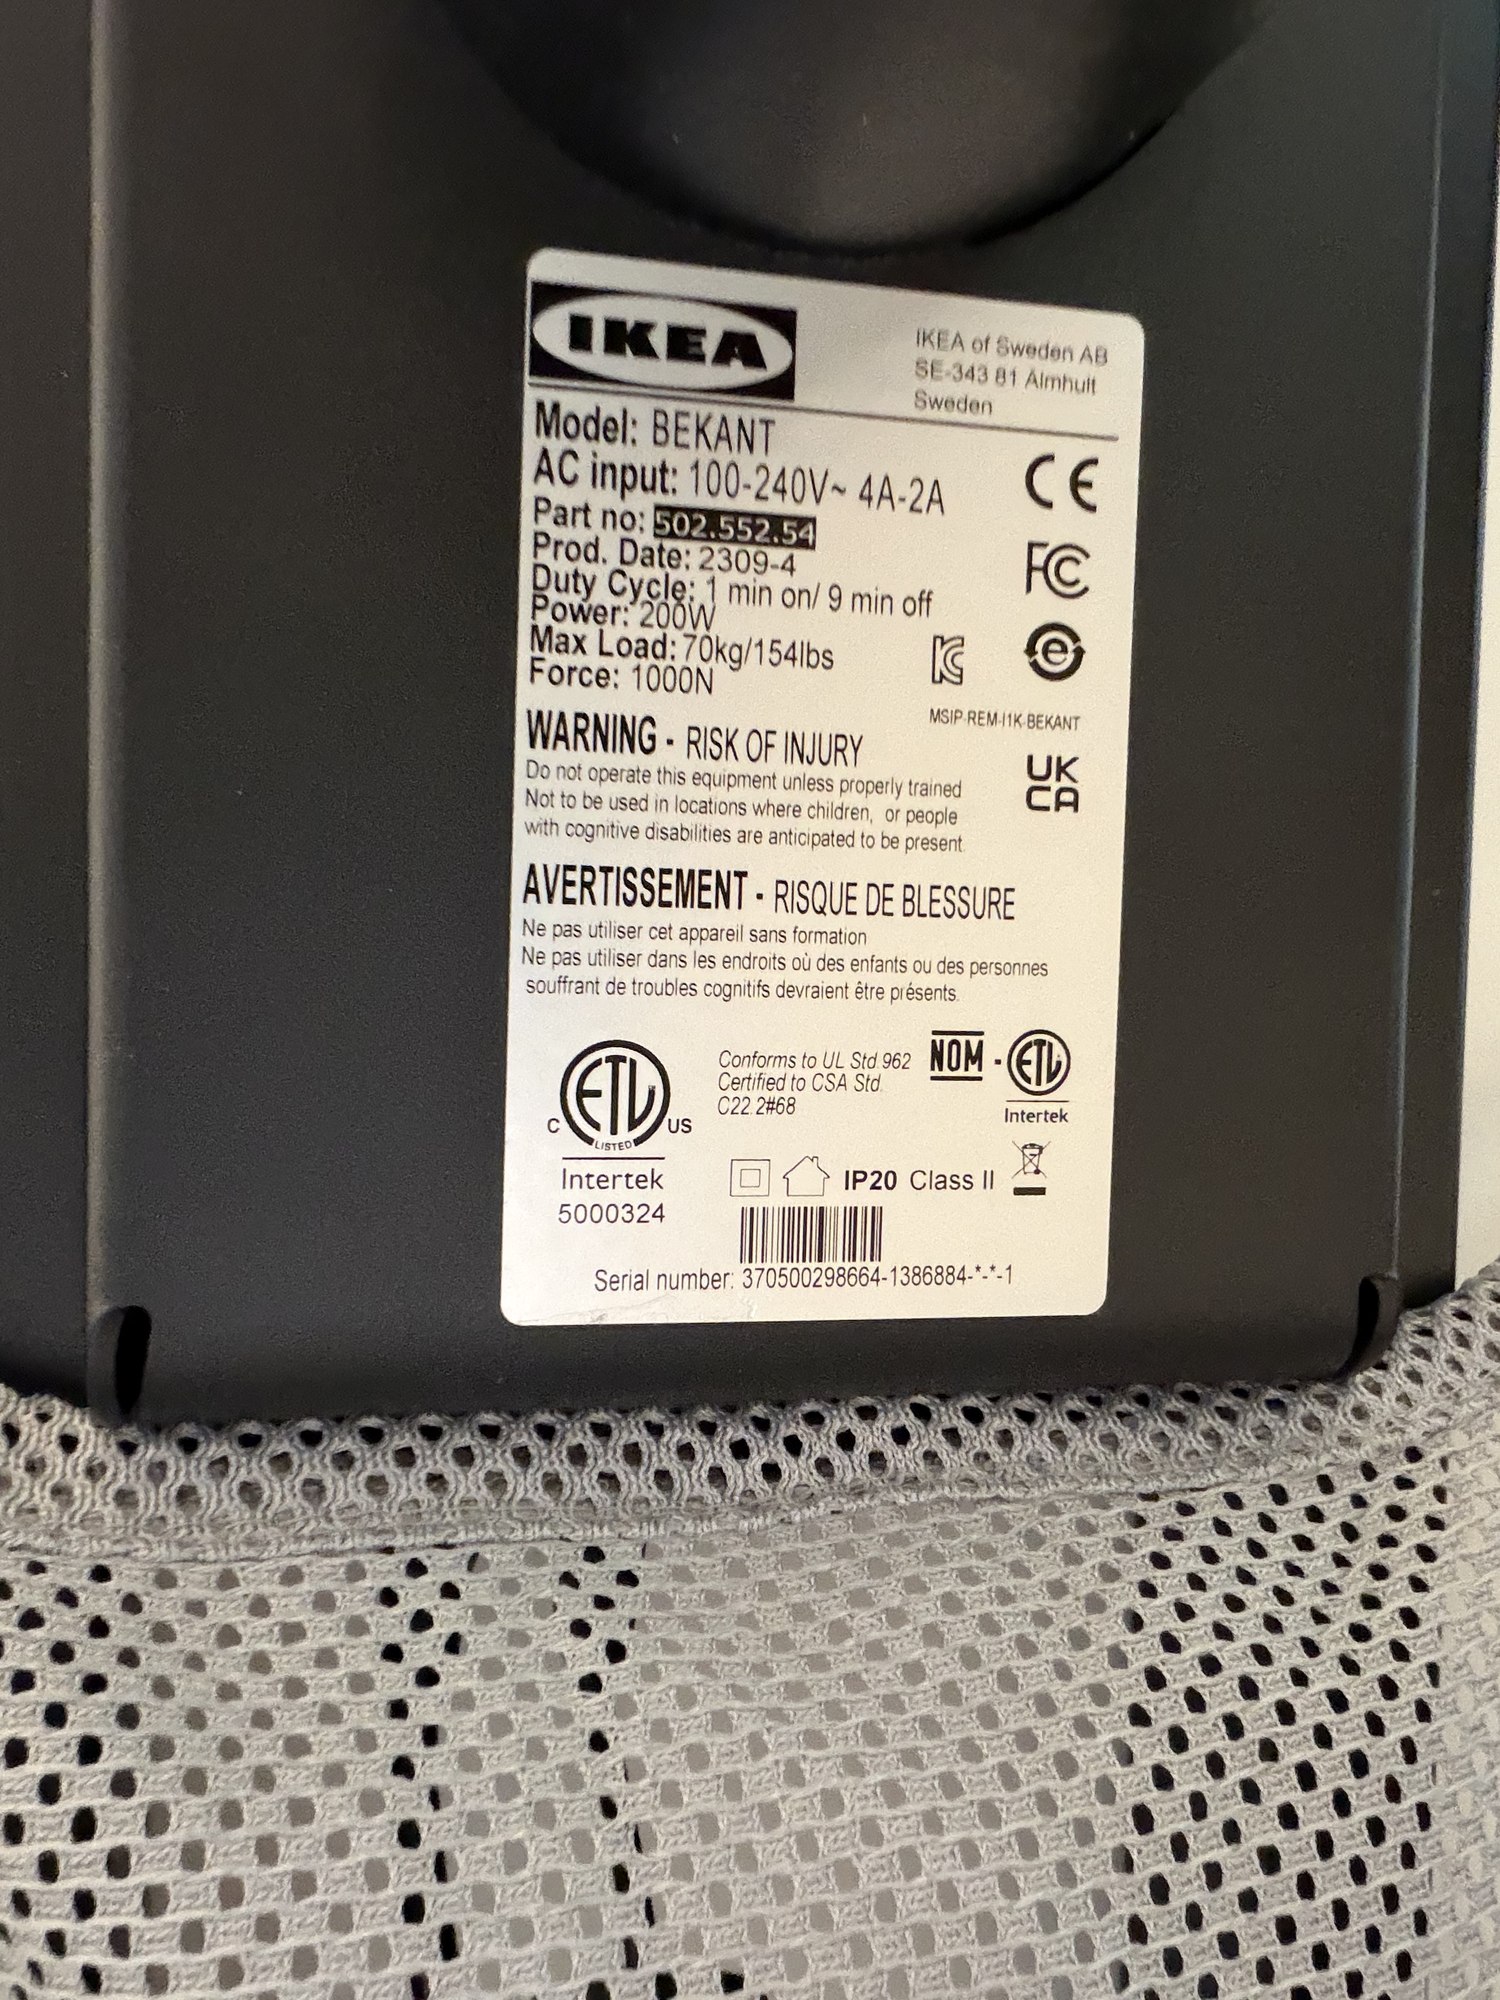 IKEA
IKEA of Sweden AB
SE-343 81 Älmhult
Sweden
Model: BEKANT
AC input: 100-240V~ 4A-2A
Part no: 502.552.54
Prod. Date: 2309-4
Duty Cycle: 1 min on/ 9 min off
Power: 200W
Max Load: 70kg/154lbs
Force: 1000N
CE
FC
MSIP-REM-I1K-BEKANT
UK
CA
WARNING - RISK OF INJURY
Do not operate this equipment unless properly trained
Not to be used in locations where children, or people
with cognitive disabilities are anticipated to be present.
AVERTISSEMENT - RISQUE DE BLESSURE
Ne pas utiliser cet appareil sans formation
Ne pas utiliser dans les endroits où des enfants ou des personnes
souffrant de troubles cognitifs devraient être présents.
C ETL US
LISTED
Intertek
5000324
Conforms to UL Std.962
Certified to CSA Std.
C22.2#68
NOM - ETL
Intertek
IP20 Class II
Serial number: 370500298664-1386884-*-*-1